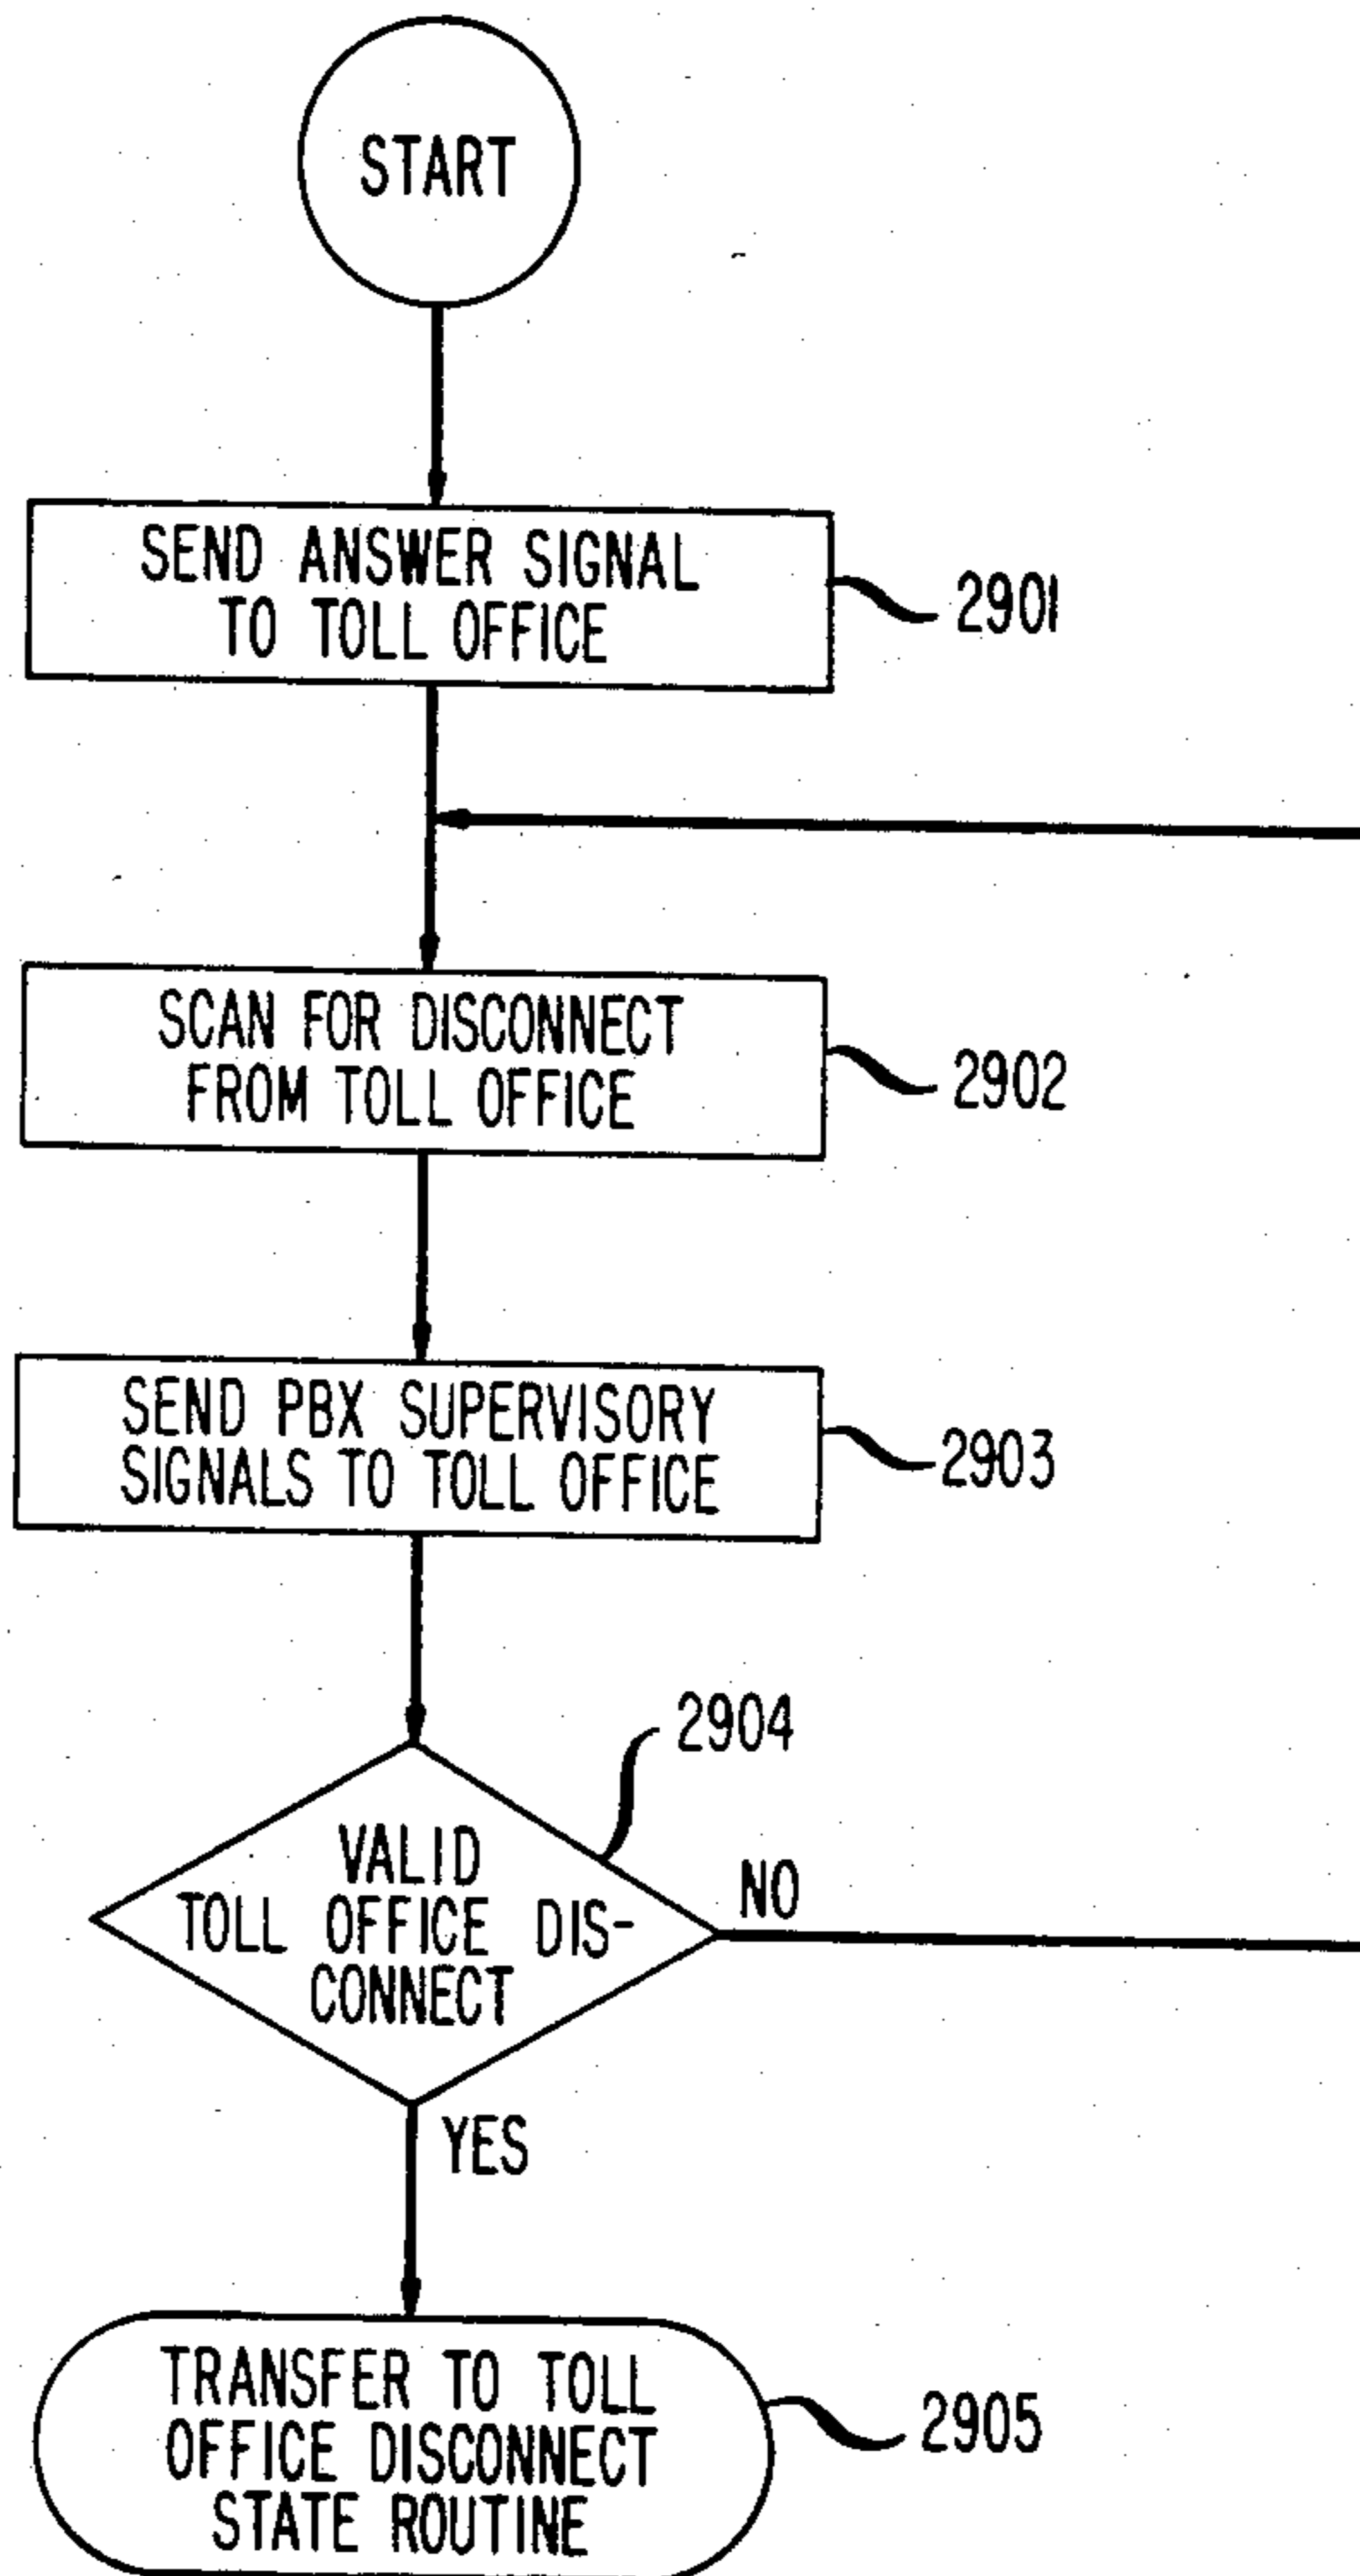 START
SEND ANSWER SIGNAL
TO TOLL OFFICE
2901
SCAN FOR DISCONNECT
FROM TOLL OFFICE
2902
SEND PBX SUPERVISORY
SIGNALS TO TOLL OFFICE
2903
2904
VALID
TOLL OFFICE DIS-
CONNECT
NO
YES
TRANSFER TO TOLL
OFFICE DISCONNECT
STATE ROUTINE
2905